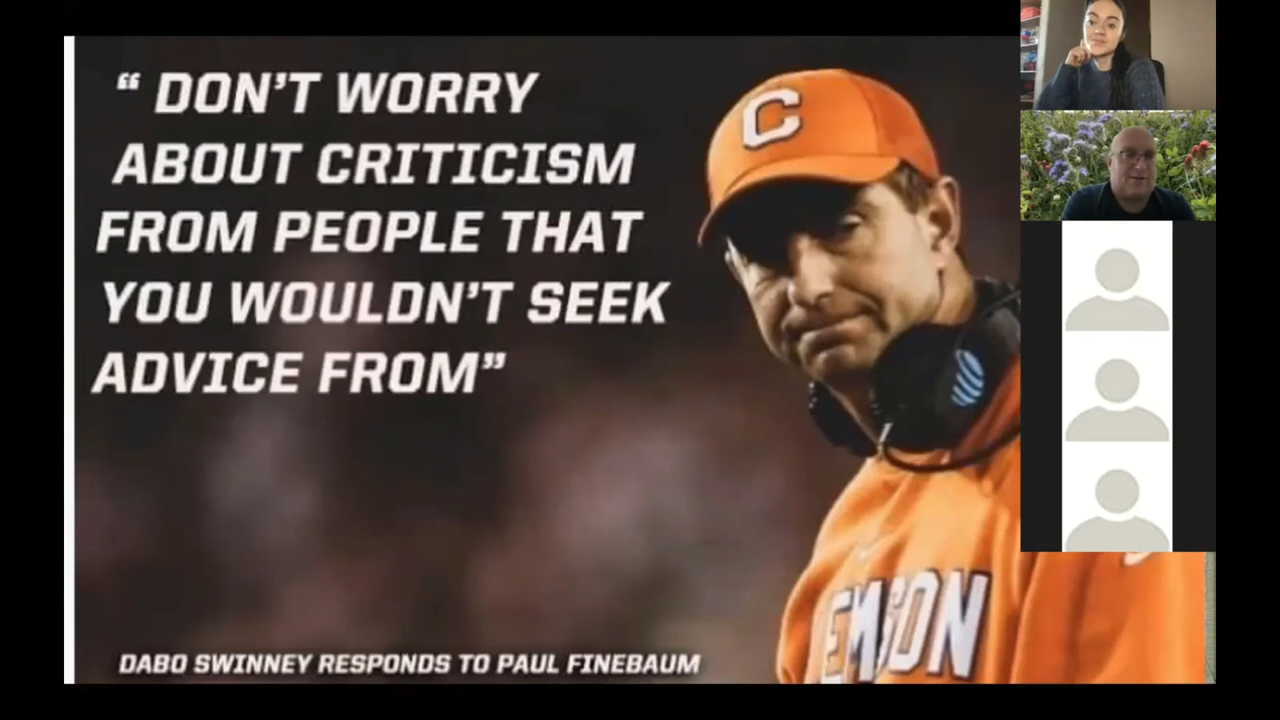 “ DON’T WORRY
ABOUT CRITICISM
FROM PEOPLE THAT
YOU WOULDN’T SEEK
ADVICE FROM”
C
EMSON
DABO SWINNEY RESPONDS TO PAUL FINEBAUM